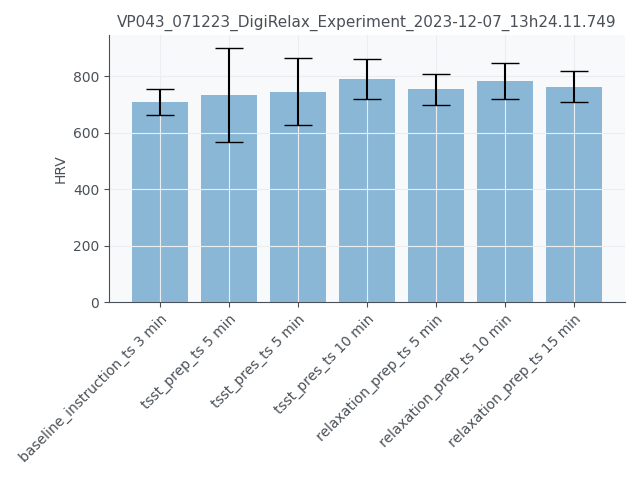 VP043_071223_DigiRelax_Experiment_2023-12-07_13h24.11.749
HRV
800
600
400
200
0
baseline_instruction_ts 3 min
tsst_prep_ts 5 min
tsst_pres_ts 5 min
tsst_pres_ts 10 min
relaxation_prep_ts 5 min
relaxation_prep_ts 10 min
relaxation_prep_ts 15 min